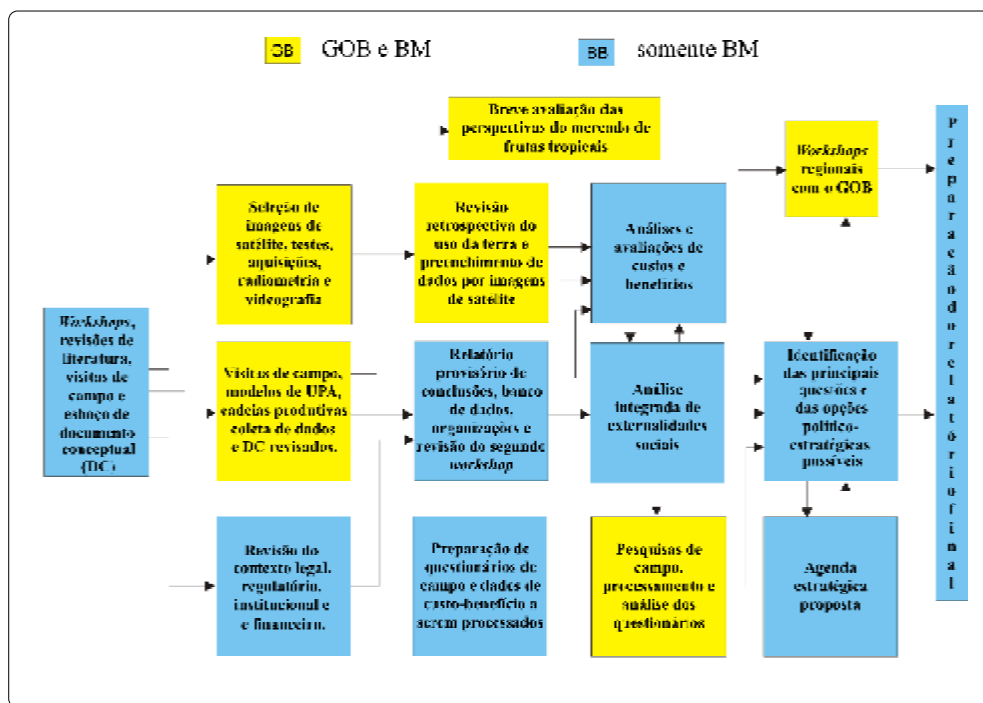 GB GOB e BM
BB somente BM
Breve avaliação das
perspectivas do mercado de
frutas tropicais
Workshops
regionais
com o GOB
Seleção de
imagens de
satélite, testes,
aquisições,
radiometria e
videografia
Revisão
retrospectiva do
uso da terra e
preenchimento de
dados por imagens
de satélite
Análises e
avaliações de
custos e
benefícios
Workshops,
revisões de
literatura,
visitas de
campo e
esboço de
documento
conceptual
(DC)
Visitas de campo,
modelos de UPA,
cadeias produtivas
coleta de dados
e DC revisados.
Relatório
provisório de
conclusões, banco
de dados,
organizações e
revisão do segundo
workshop
Análise
integrada de
externalidades
sociais
Identificação
das principais
questões e
das opções
político-
estratégicas
possíveis
Revisão do
contexto legal,
regulatório,
institucional e
e financeiro.
Preparação de
questionários de
campo e dados de
custo-benefício a
serem processados
Pesquisas de
campo,
processamento e
análise dos
questionários
Agenda
estratégica
proposta
Preparação do relatório final